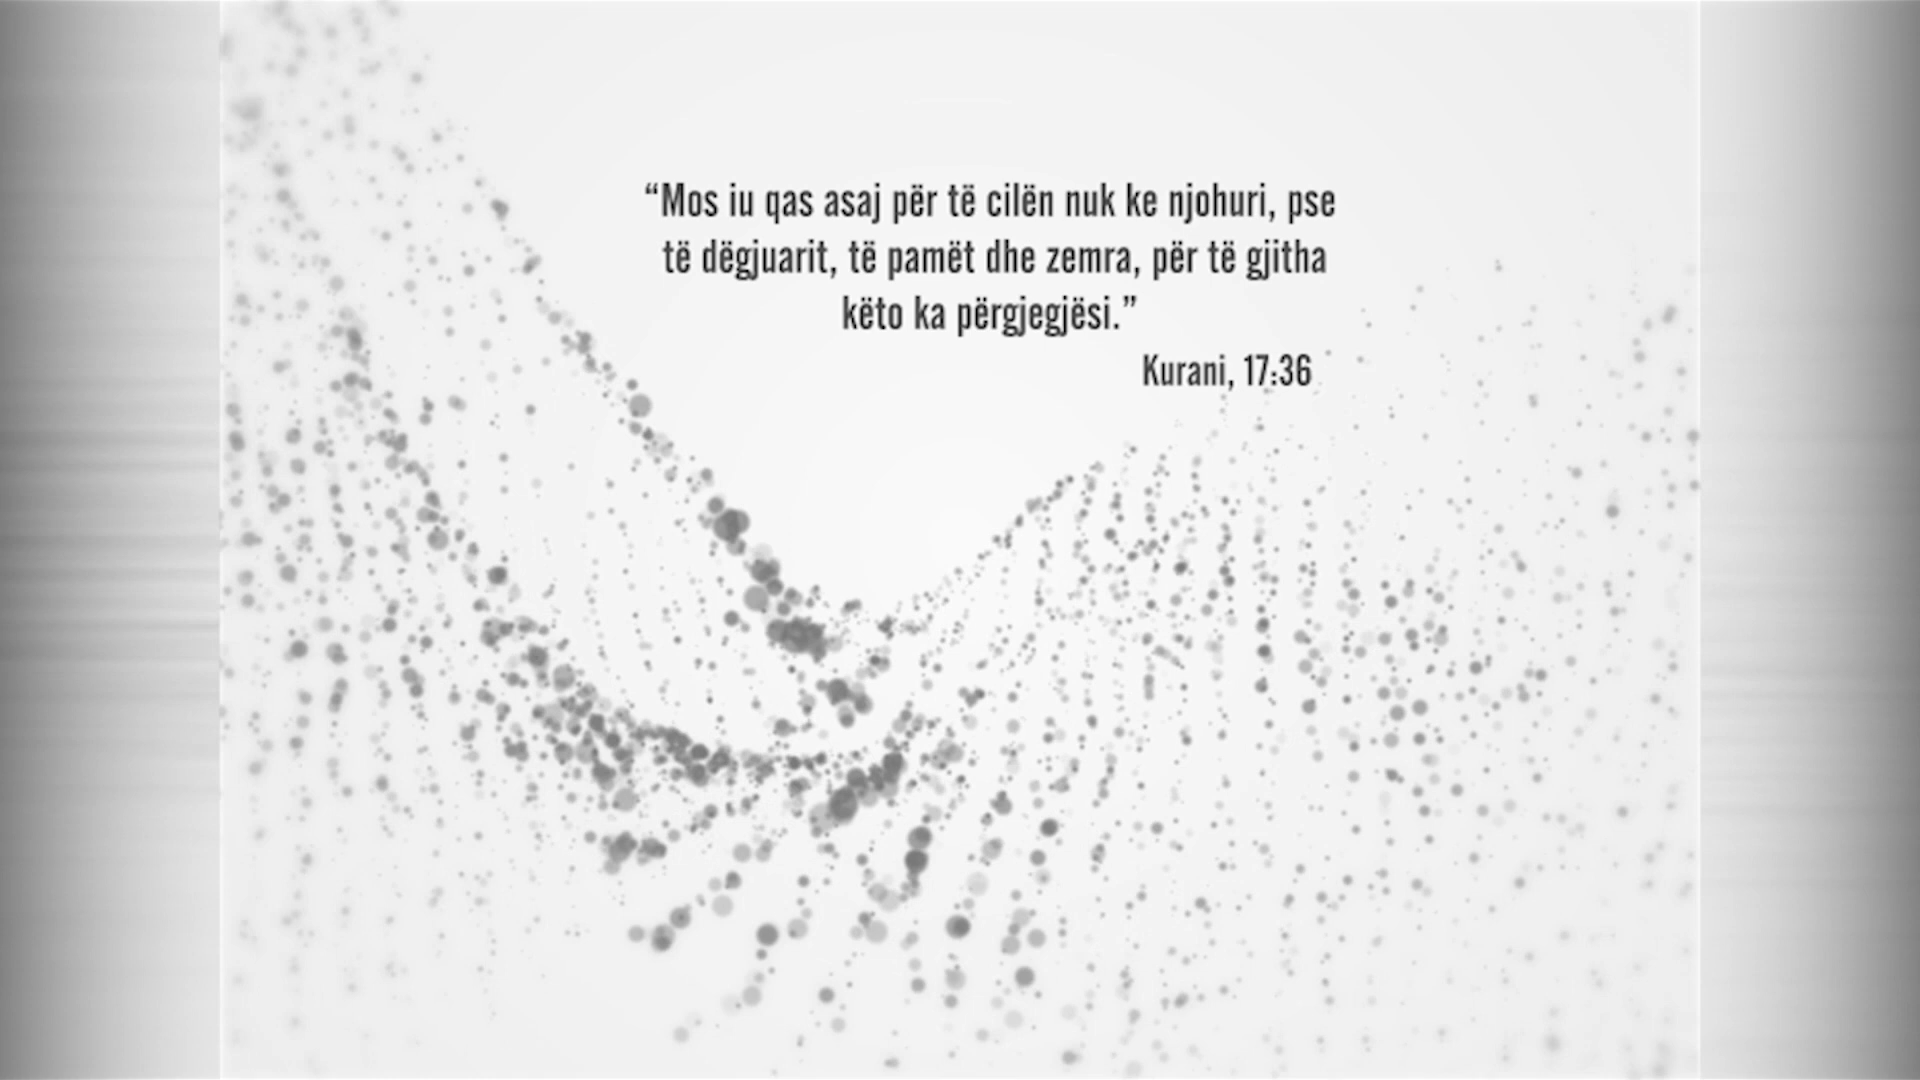 “Mos iu qas asaj për të cilën nuk ke njohuri, pse
të dëgjuarit, të pamët dhe zemra, për të gjitha
këto ka përgjegjësi.”
Kurani, 17:36